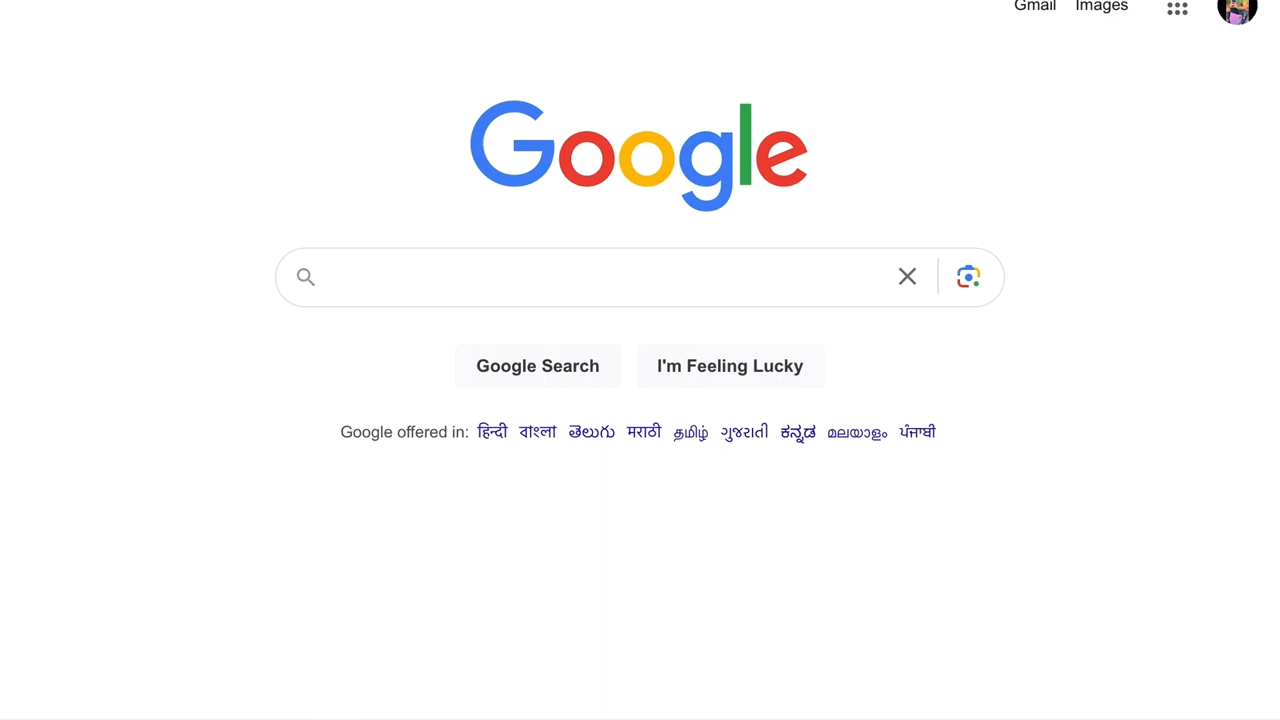 Gmail Images
Google
Google Search I'm Feeling Lucky
Google offered in: हिन्दी বাংলা తెలుగు मराठी தமிழ் ગુજરાતી ಕನ್ನಡ മലയാളം ਪੰਜਾਬੀ